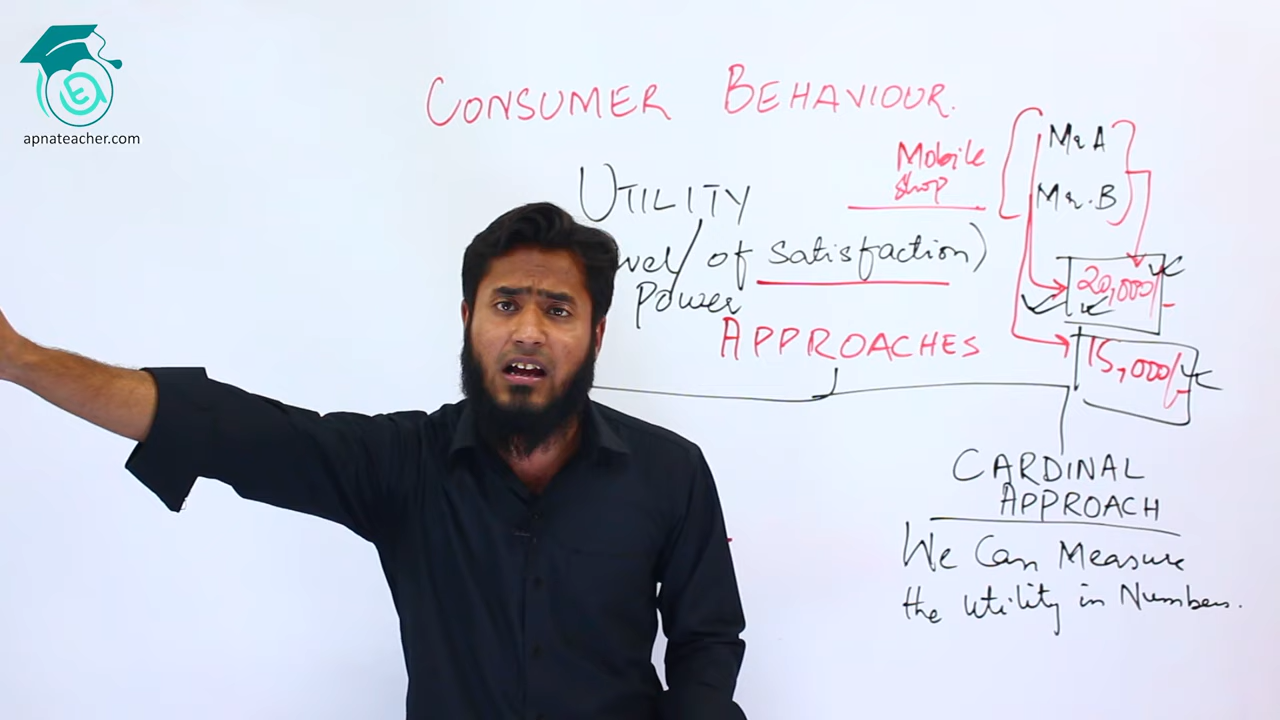 apnateacher.com
CONSUMER BEHAVIOUR.
Mobile
Shop
Mr A
Mr. B
UTILITY
of satisfaction)
Power
20,000/-
15,000/-
APPROACHES
CARDINAL
APPROACH
We Can Measure
the utility in Numbers.